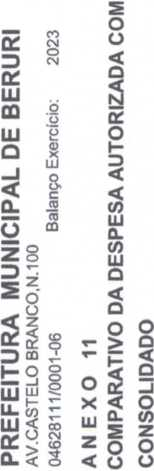 PREFEITURA MUNICIPAL DE BERURI
AV.CASTELO BRANCO,N.100
04628111/0001-06 Balanço Exercício: 2023
A N E X O 11
COMPARATIVO DA DESPESA AUTORIZADA COM
CONSOLIDADO